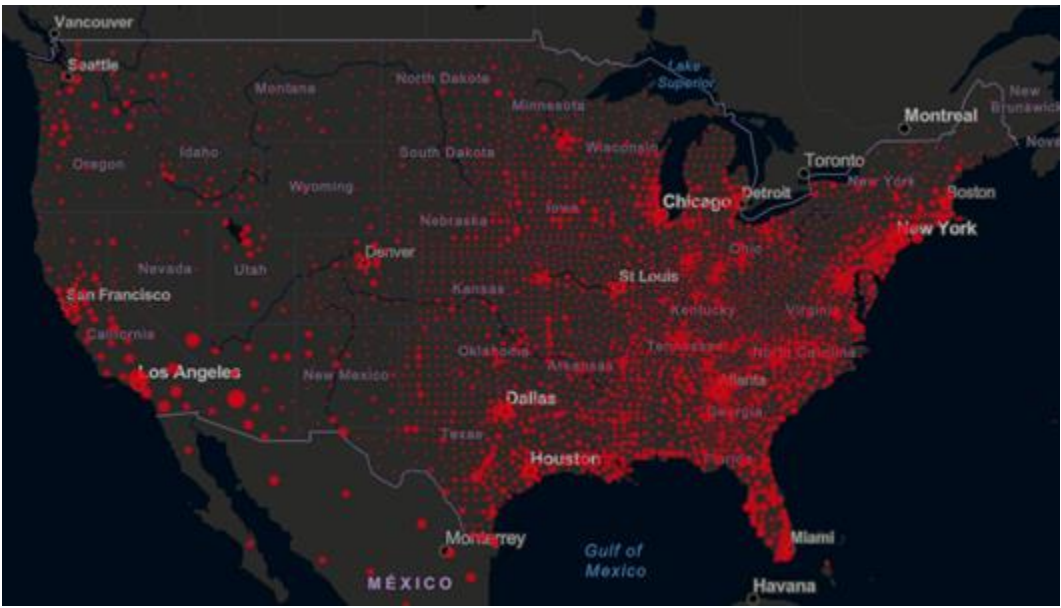 Vancouver
Seattle
Montana
North Dakota
Lake
Superior
Minnesota
New
Brunswick
Montreal
Nova
Oregon
Idaho
Wyoming
South Dakota
Wisconsin
Toronto
New York
Chicago
Detroit
Boston
Nebraska
Iowa
New York
Nevada
Utah
Denver
Ohio
San Francisco
Kansas
St Louis
Kentucky
Virginia
California
Oklahoma
Arkansas
Tennessee
North Carolina
Los Angeles
New Mexico
Atlanta
Dallas
Georgia
Texas
Houston
Florida
Monterrey
Gulf of
Mexico
Miami
MÉXICO
Havana